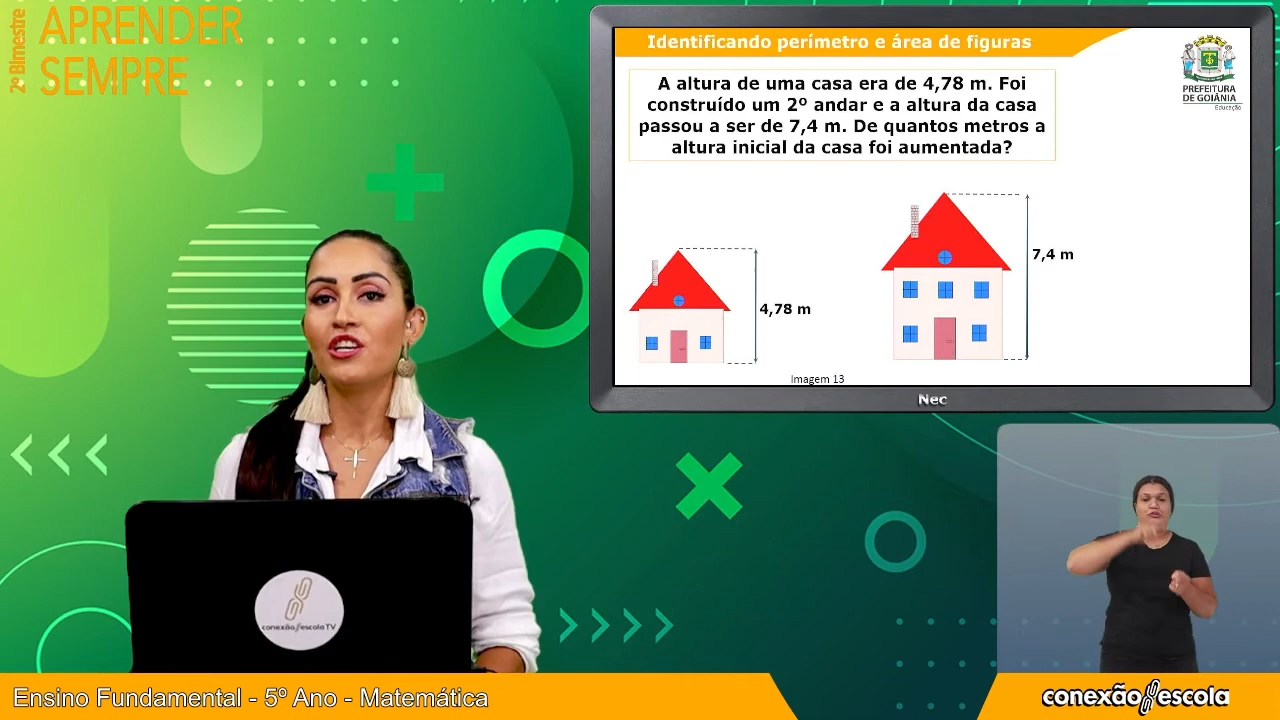 2º Bimestre
APRENDER
SEMPRE
Identificando perímetro e área de figuras
PREFEITURA
DE GOIÂNIA
Educação
A altura de uma casa era de 4,78 m. Foi
construído um 2º andar e a altura da casa
passou a ser de 7,4 m. De quantos metros a
altura inicial da casa foi aumentada?
4,78 m
7,4 m
Imagem 13
Nec
conexão escola TV
Ensino Fundamental - 5º Ano - Matemática
conexão escola